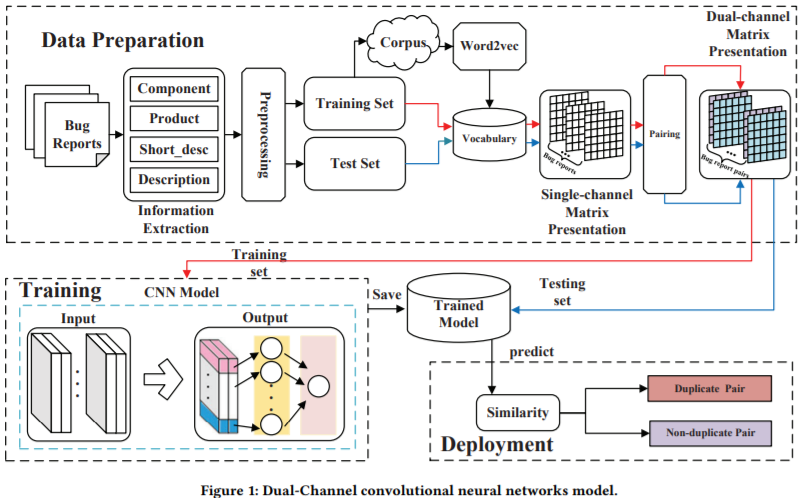 Data Preparation
Bug
Reports
Component
Product
Short_desc
Description
Information
Extraction
Preprocessing
Corpus
Word2vec
Training Set
Test Set
Vocabulary
Bug reports
Single-channel
Matrix
Presentation
Pairing
Dual-channel
Matrix
Presentation
Bug report pairs
Training
set
Testing
set
Training
CNN Model
Input
Output
Save
Trained
Model
predict
Similarity
Duplicate Pair
Non-duplicate Pair
Deployment
Figure 1: Dual-Channel convolutional neural networks model.